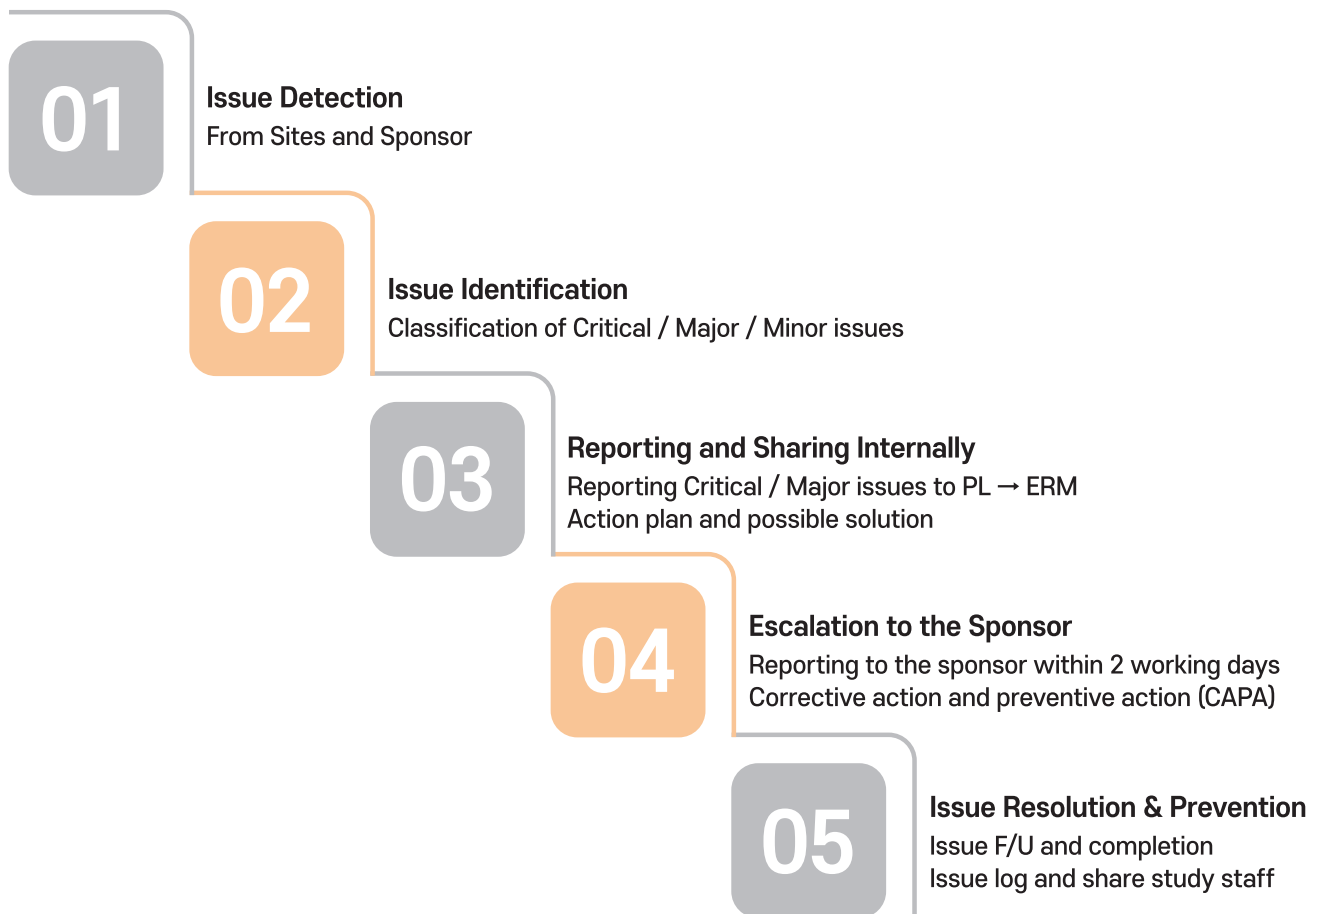 01
Issue Detection
From Sites and Sponsor
02
Issue Identification
Classification of Critical / Major / Minor issues
03
Reporting and Sharing Internally
Reporting Critical / Major issues to PL → ERM
Action plan and possible solution
04
Escalation to the Sponsor
Reporting to the sponsor within 2 working days
Corrective action and preventive action (CAPA)
05
Issue Resolution & Prevention
Issue F/U and completion
Issue log and share study staff